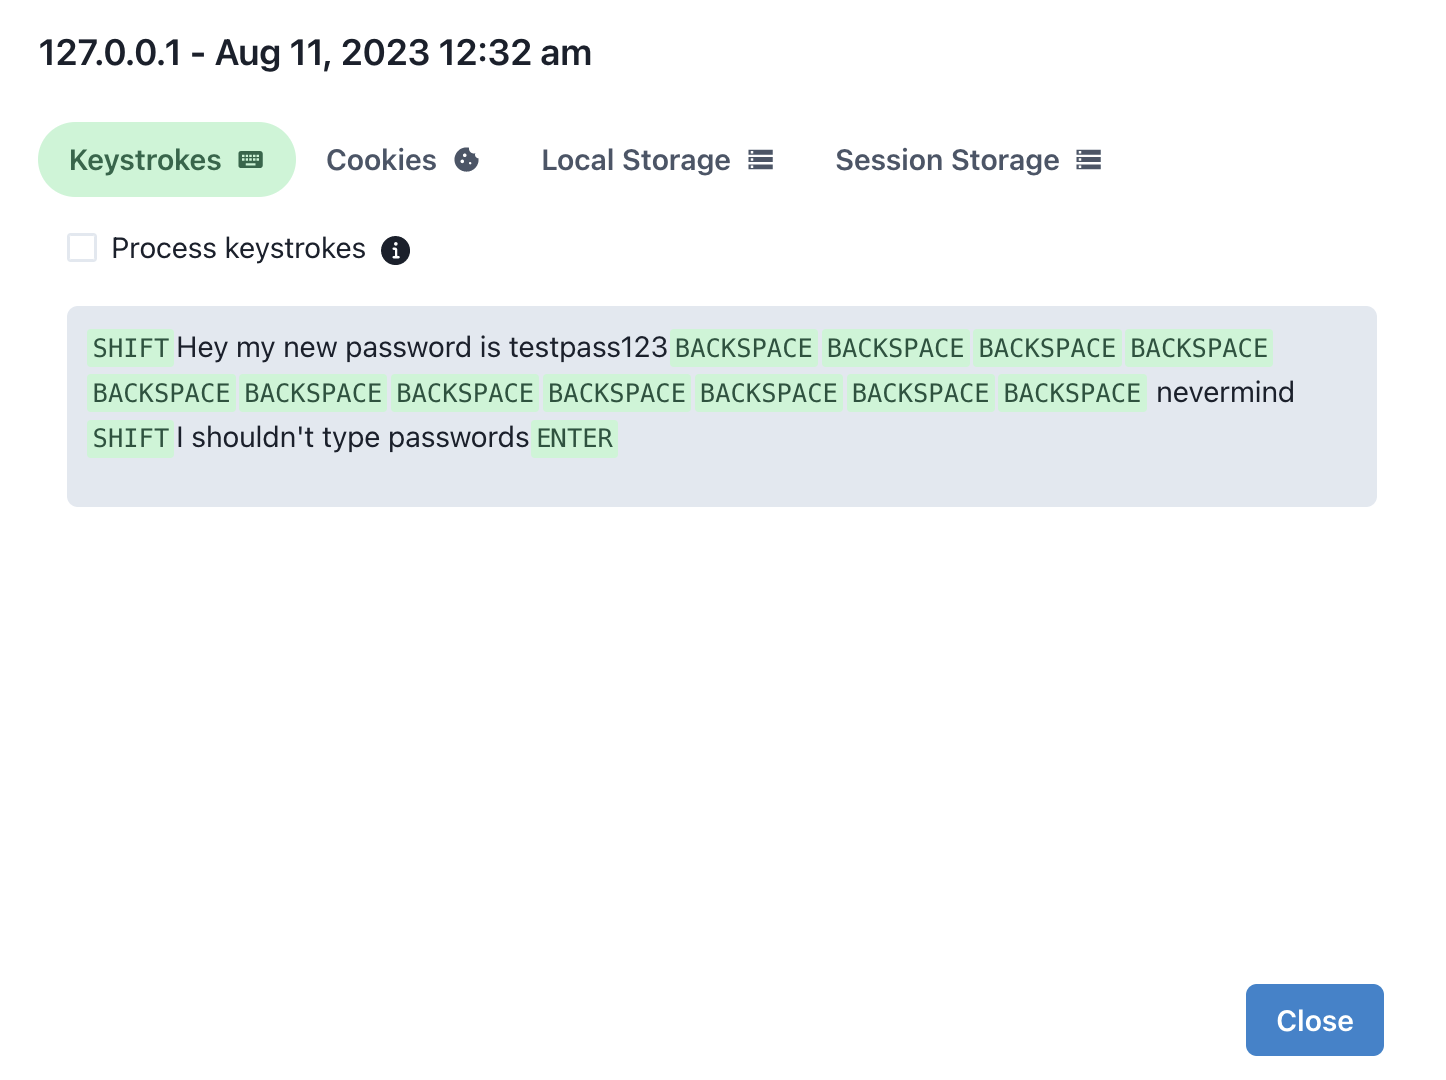 127.0.0.1 - Aug 11, 2023 12:32 am
Keystrokes Cookies Local Storage Session Storage
Process keystrokes
SHIFT Hey my new password is testpass123 BACKSPACE BACKSPACE BACKSPACE BACKSPACE
BACKSPACE BACKSPACE BACKSPACE BACKSPACE BACKSPACE BACKSPACE BACKSPACE nevermind
SHIFT I shouldn't type passwords ENTER
Close